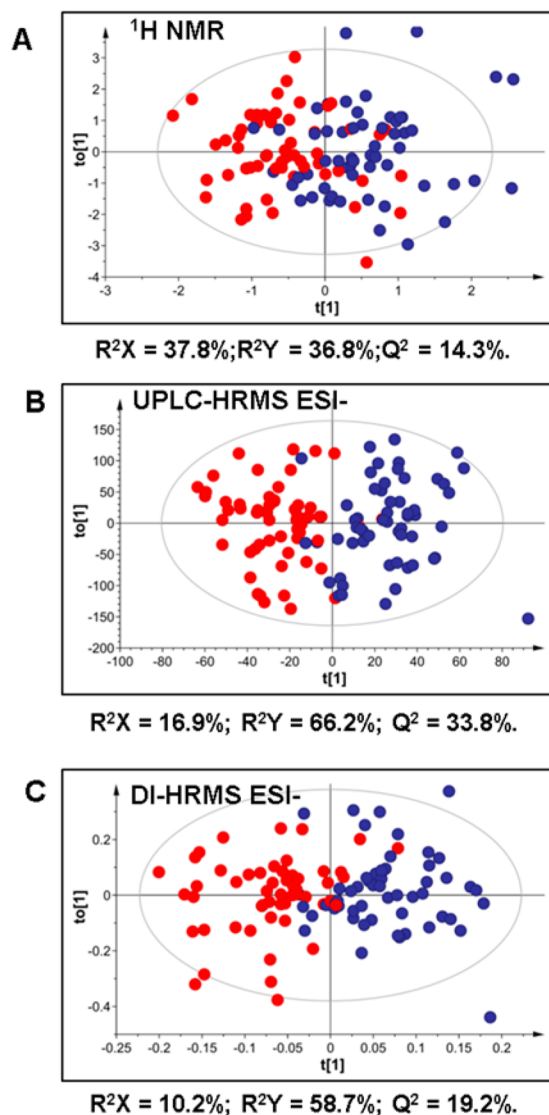 A
¹H NMR
3
2
1
0
-1
-2
-3
-4
to[1]
-3 -2 -1 0 1 2
t[1]
R²X = 37.8%;R²Y = 36.8%;Q² = 14.3%.
B
UPLC-HRMS ESI-
150
100
50
0
-50
-100
-150
-200
to[1]
-100 -80 -60 -40 -20 0 20 40 60 80
t[1]
R²X = 16.9%; R²Y = 66.2%; Q² = 33.8%.
C
DI-HRMS ESI-
0.2
0
-0.2
-0.4
to[1]
-0.25 -0.2 -0.15 -0.1 -0.05 0 0.05 0.1 0.15 0.2
t[1]
R²X = 10.2%; R²Y = 58.7%; Q² = 19.2%.